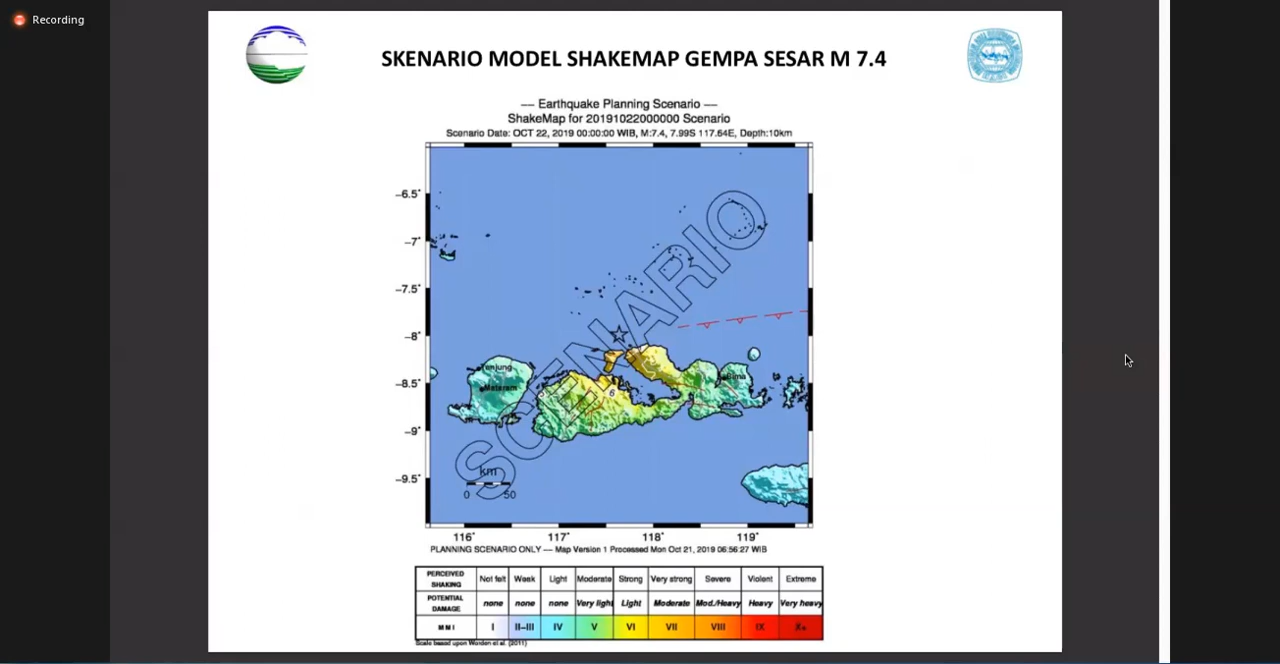 Recording
SKENARIO MODEL SHAKEMAP GEMPA SESAR M 7.4
–– Earthquake Planning Scenario ––
ShakeMap for 20191022000000 Scenario
Scenario Date: OCT 22, 2019 00:00:00 WIB, M:7.4, 7.99S 117.64E, Depth:10km
SCENARIO
−6.5°
−7°
−7.5°
−8°
−8.5°
−9°
−9.5°
Tanjung
Mataram
Bima
6
km
0 50
116° 117° 118° 119°
PLANNING SCENARIO ONLY –– Map Version 1 Processed Mon Oct 21, 2019 06:56:27 WIB
PERCEIVED SHAKING Not felt Weak Light Moderate Strong Very strong Severe Violent Extreme
POTENTIAL DAMAGE none none none Very light Light Moderate Mod./Heavy Heavy Very heavy
MMI I II–III IV V VI VII VIII IX X+
Scale based upon Worden et al. (2011)